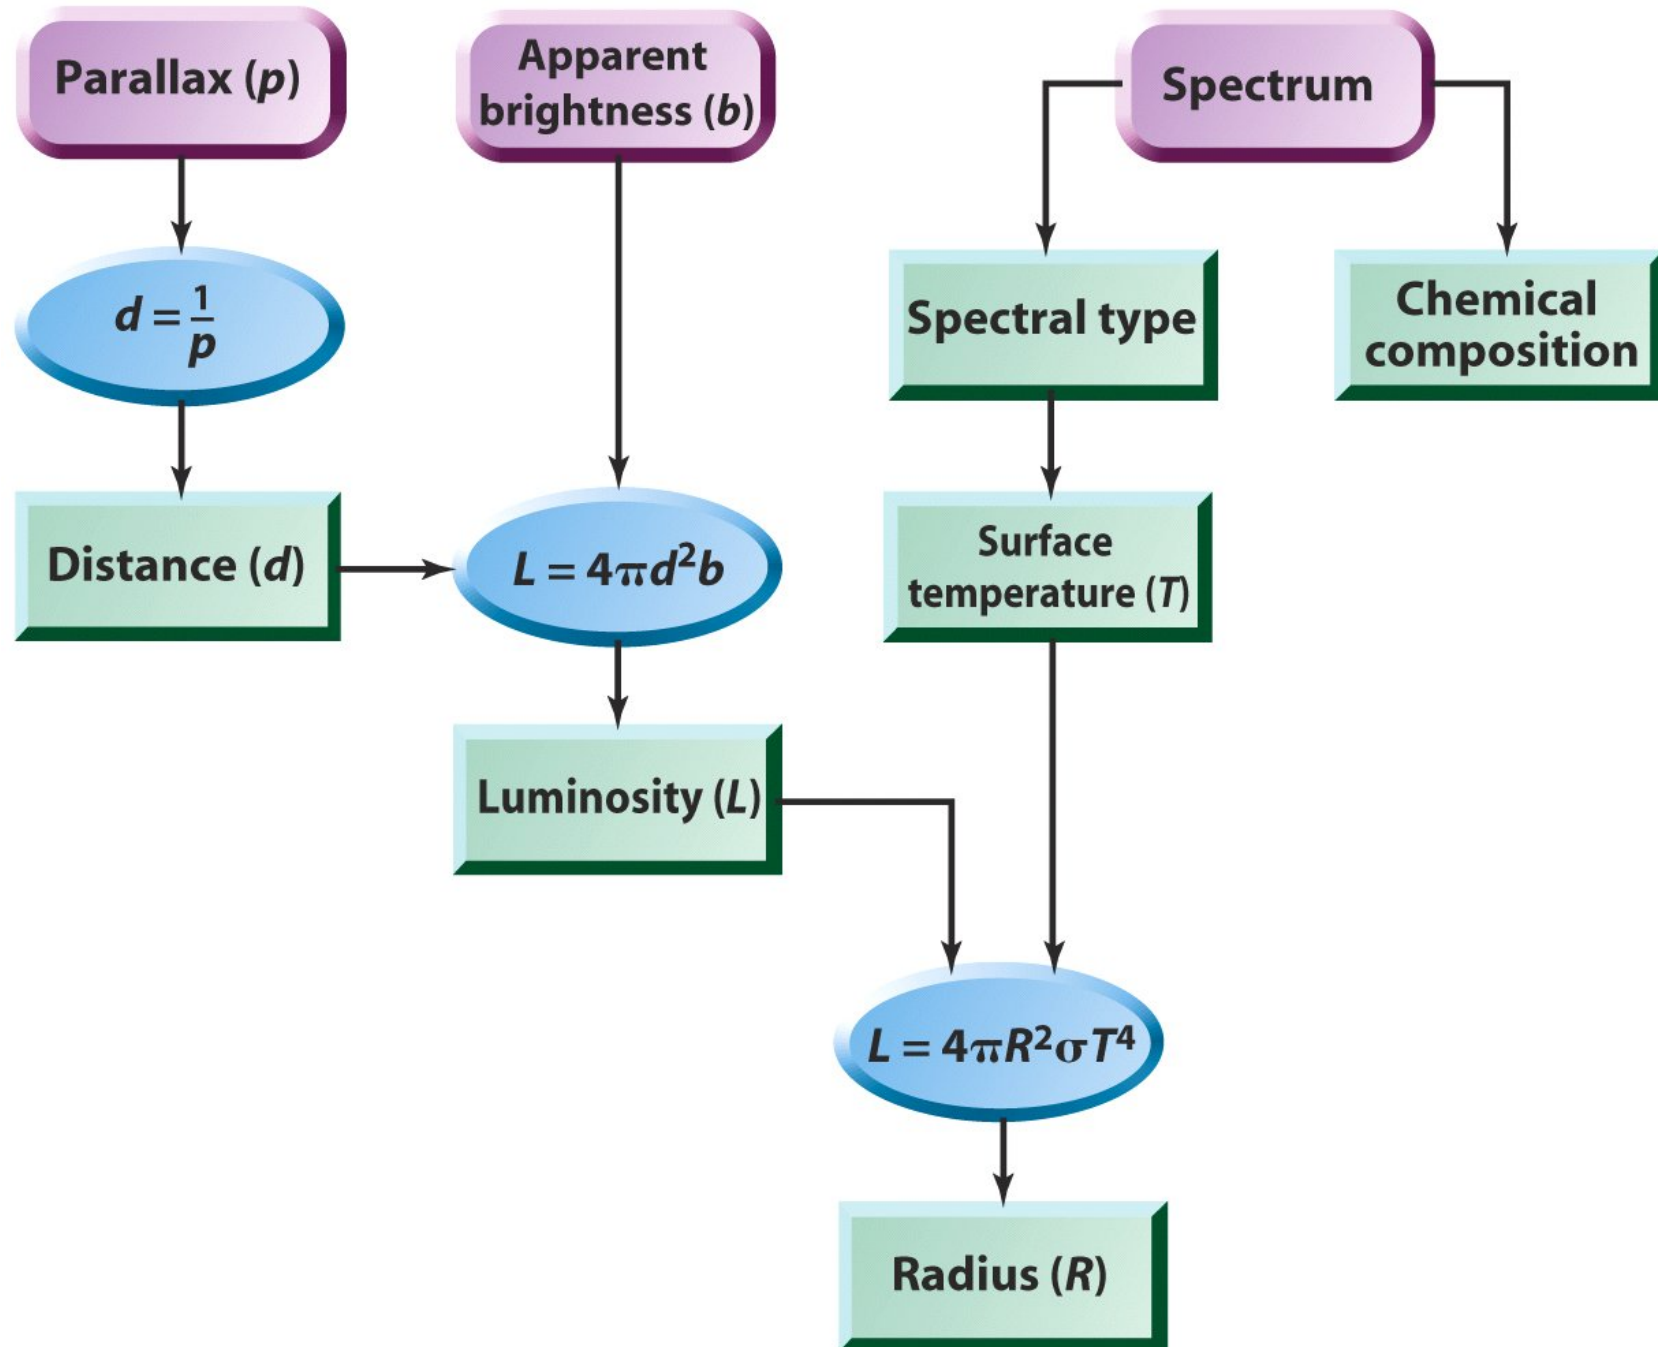 Parallax (p)
Apparent
brightness (b)
Spectrum
d = 1/p
Spectral type
Chemical
composition
Distance (d)
L = 4πd²b
Surface
temperature (T)
Luminosity (L)
L = 4πR²σT⁴
Radius (R)